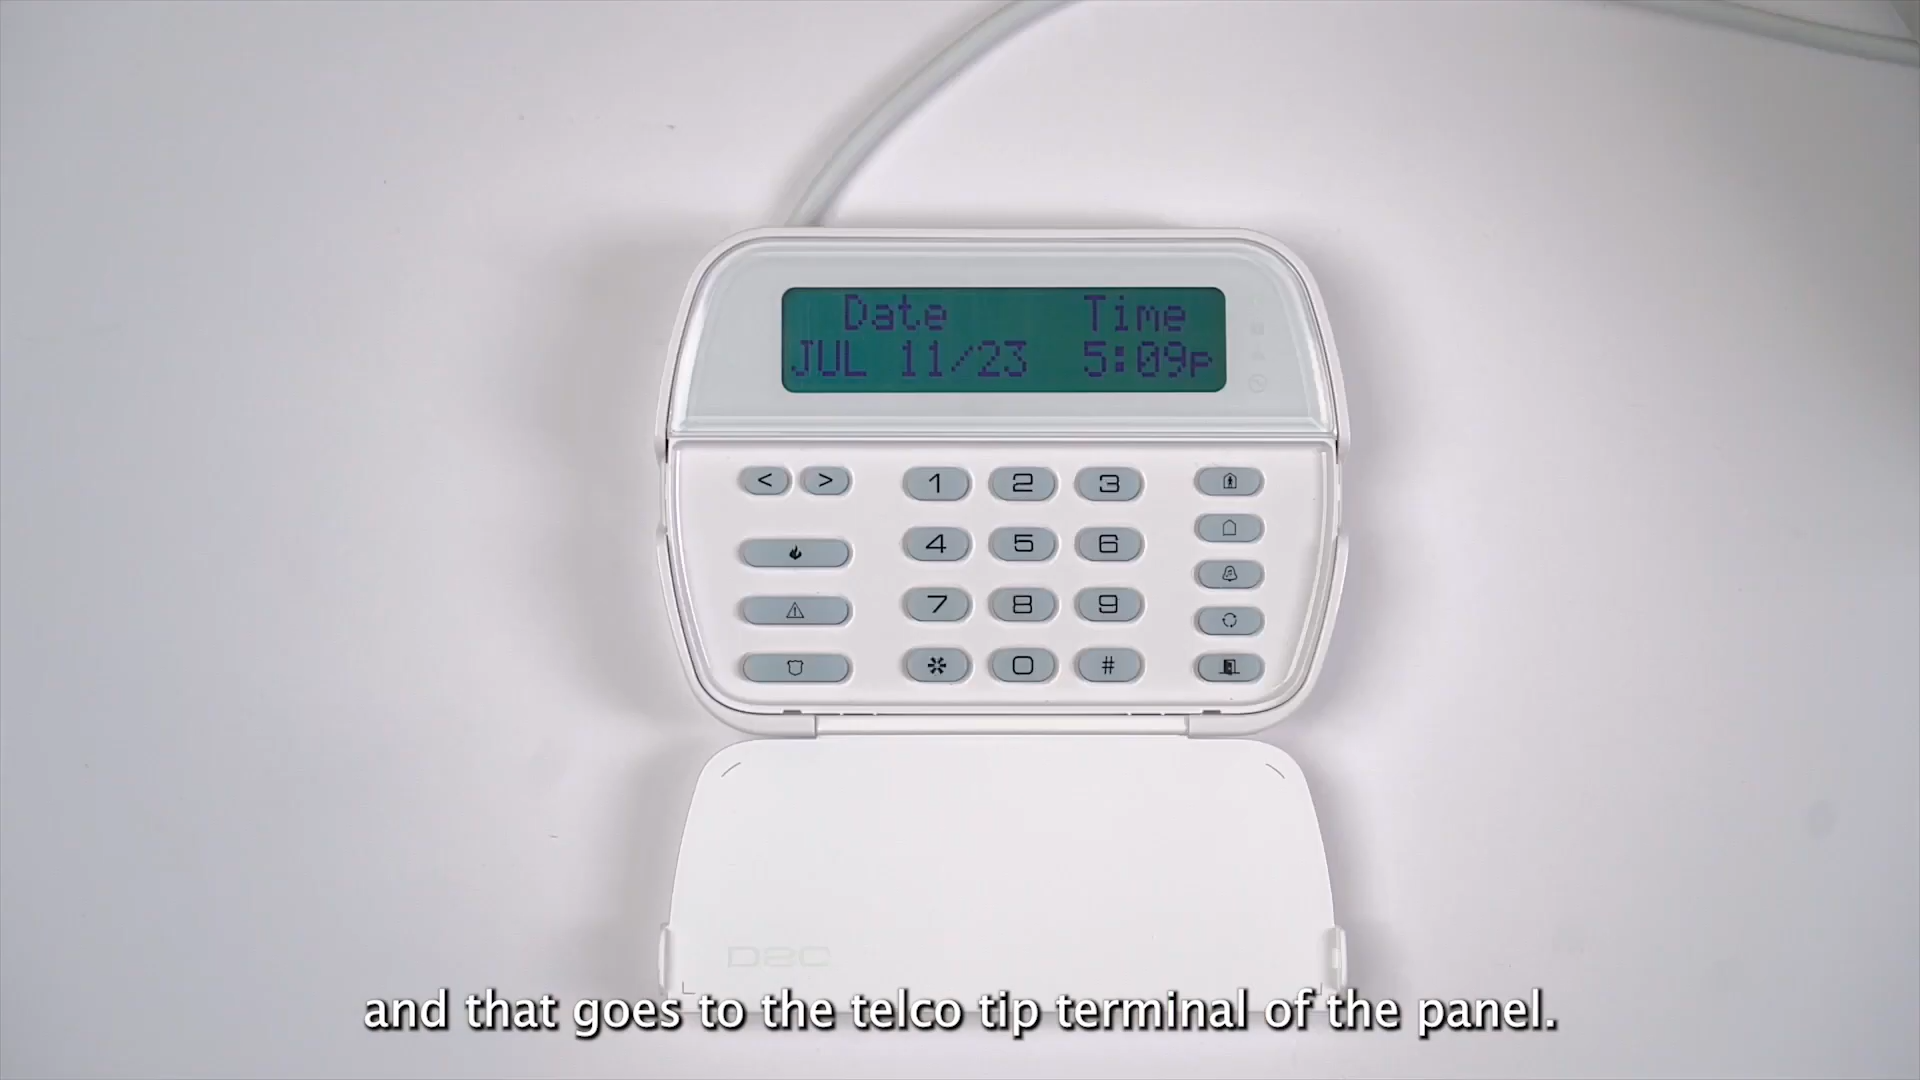 Date Time
JUL 11/23 5:09p
< > 1 2 3
4 5 6
7 8 9
* 0 #
DSC
and that goes to the telco tip terminal of the panel.